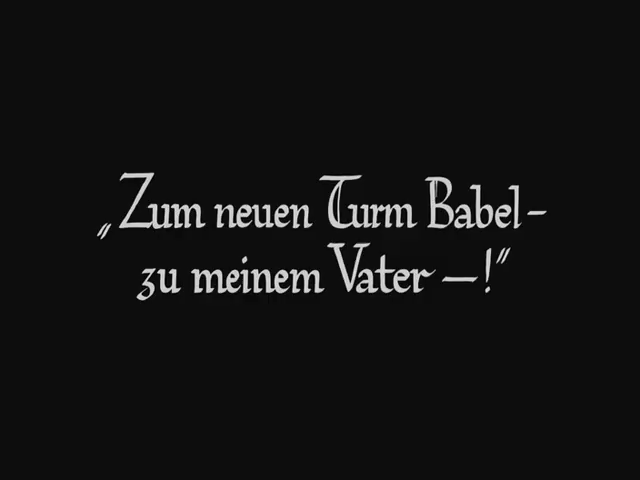 „Zum neuen Turm Babel –
zu meinem Vater — !"